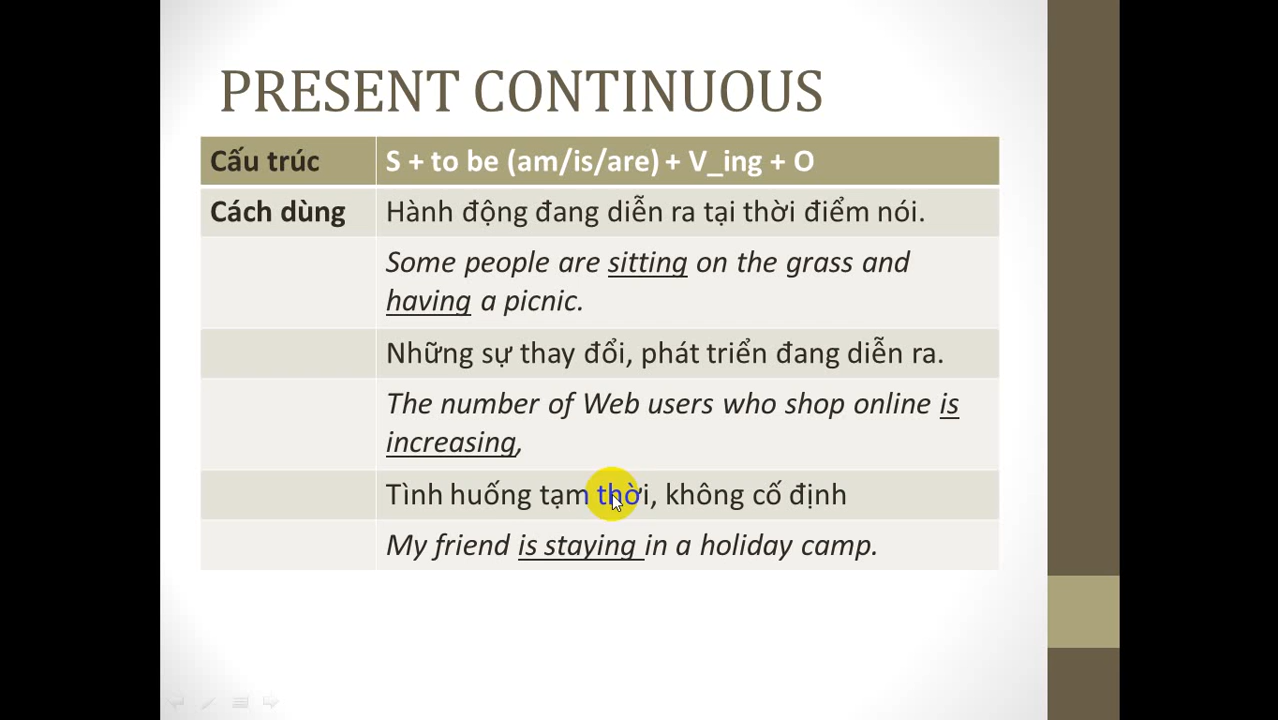 PRESENT CONTINUOUS
Cấu trúc S + to be (am/is/are) + V_ing + O
Cách dùng Hành động đang diễn ra tại thời điểm nói.
Some people are sitting on the grass and
having a picnic.
Những sự thay đổi, phát triển đang diễn ra.
The number of Web users who shop online is
increasing,
Tình huống tạm thời, không cố định
My friend is staying in a holiday camp.